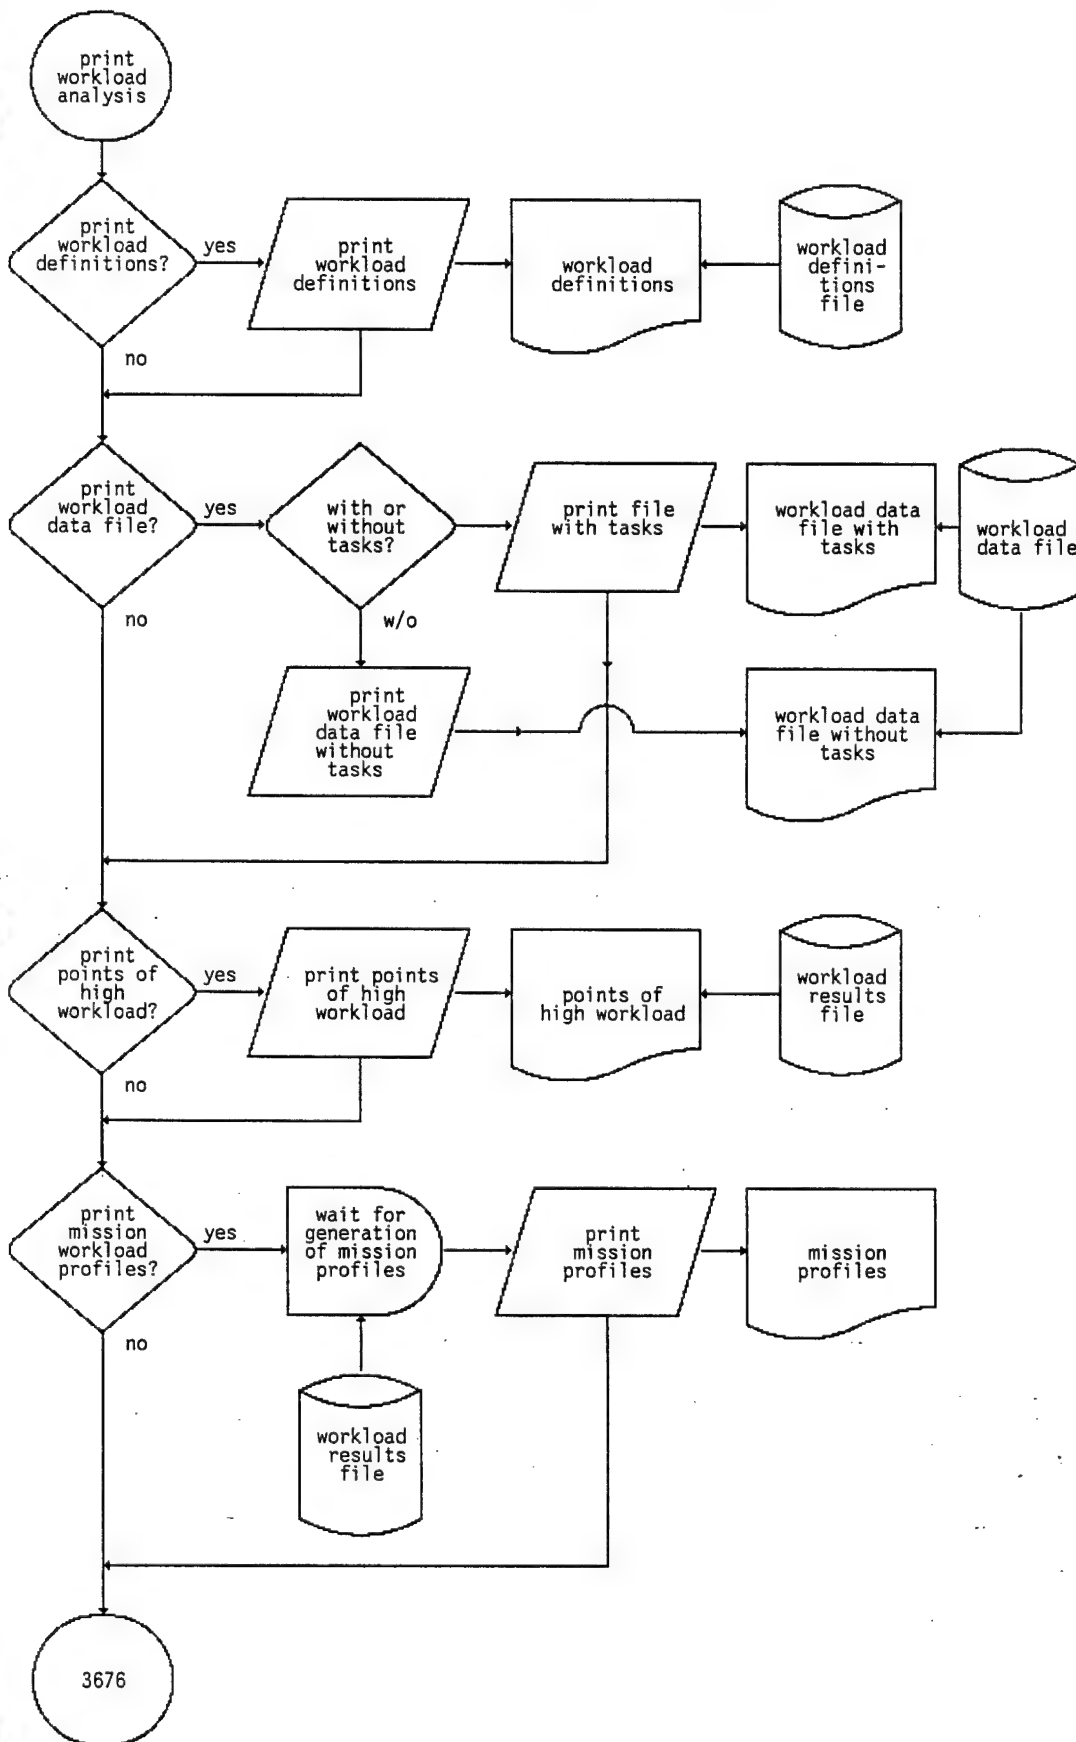 print
workload
analysis
print
workload
definitions?
yes
no
print
workload
definitions
workload
definitions
workload
defini-
tions
file
print
workload
data file?
yes
no
with or
without
tasks?
w/o
print file
with tasks
workload data
file with
tasks
workload
data file
print
workload
data file
without
tasks
workload data
file without
tasks
print
points of
high
workload?
yes
no
print points
of high
workload
points of
high workload
workload
results
file
print
mission
workload
profiles?
yes
no
wait for
generation
of mission
profiles
print
mission
profiles
mission
profiles
workload
results
file
3676